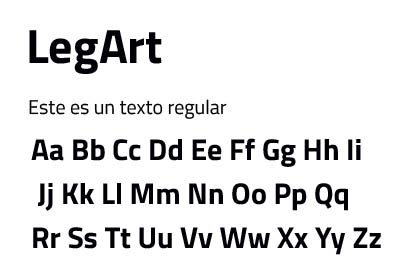 LegArt
Este es un texto regular
Aa Bb Cc Dd Ee Ff Gg Hh Ii
Jj Kk Ll Mm Nn Oo Pp Qq
Rr Ss Tt Uu Vv Ww Xx Yy Zz